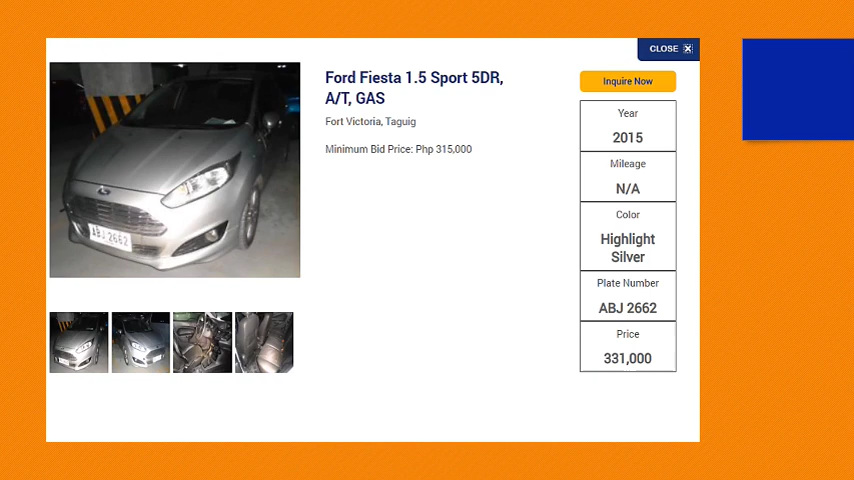 CLOSE
Ford Fiesta 1.5 Sport 5DR,
A/T, GAS
Fort Victoria, Taguig
Minimum Bid Price: Php 315,000
Inquire Now
Year
2015
Mileage
N/A
Color
Highlight
Silver
Plate Number
ABJ 2662
Price
331,000
ABJ 2662